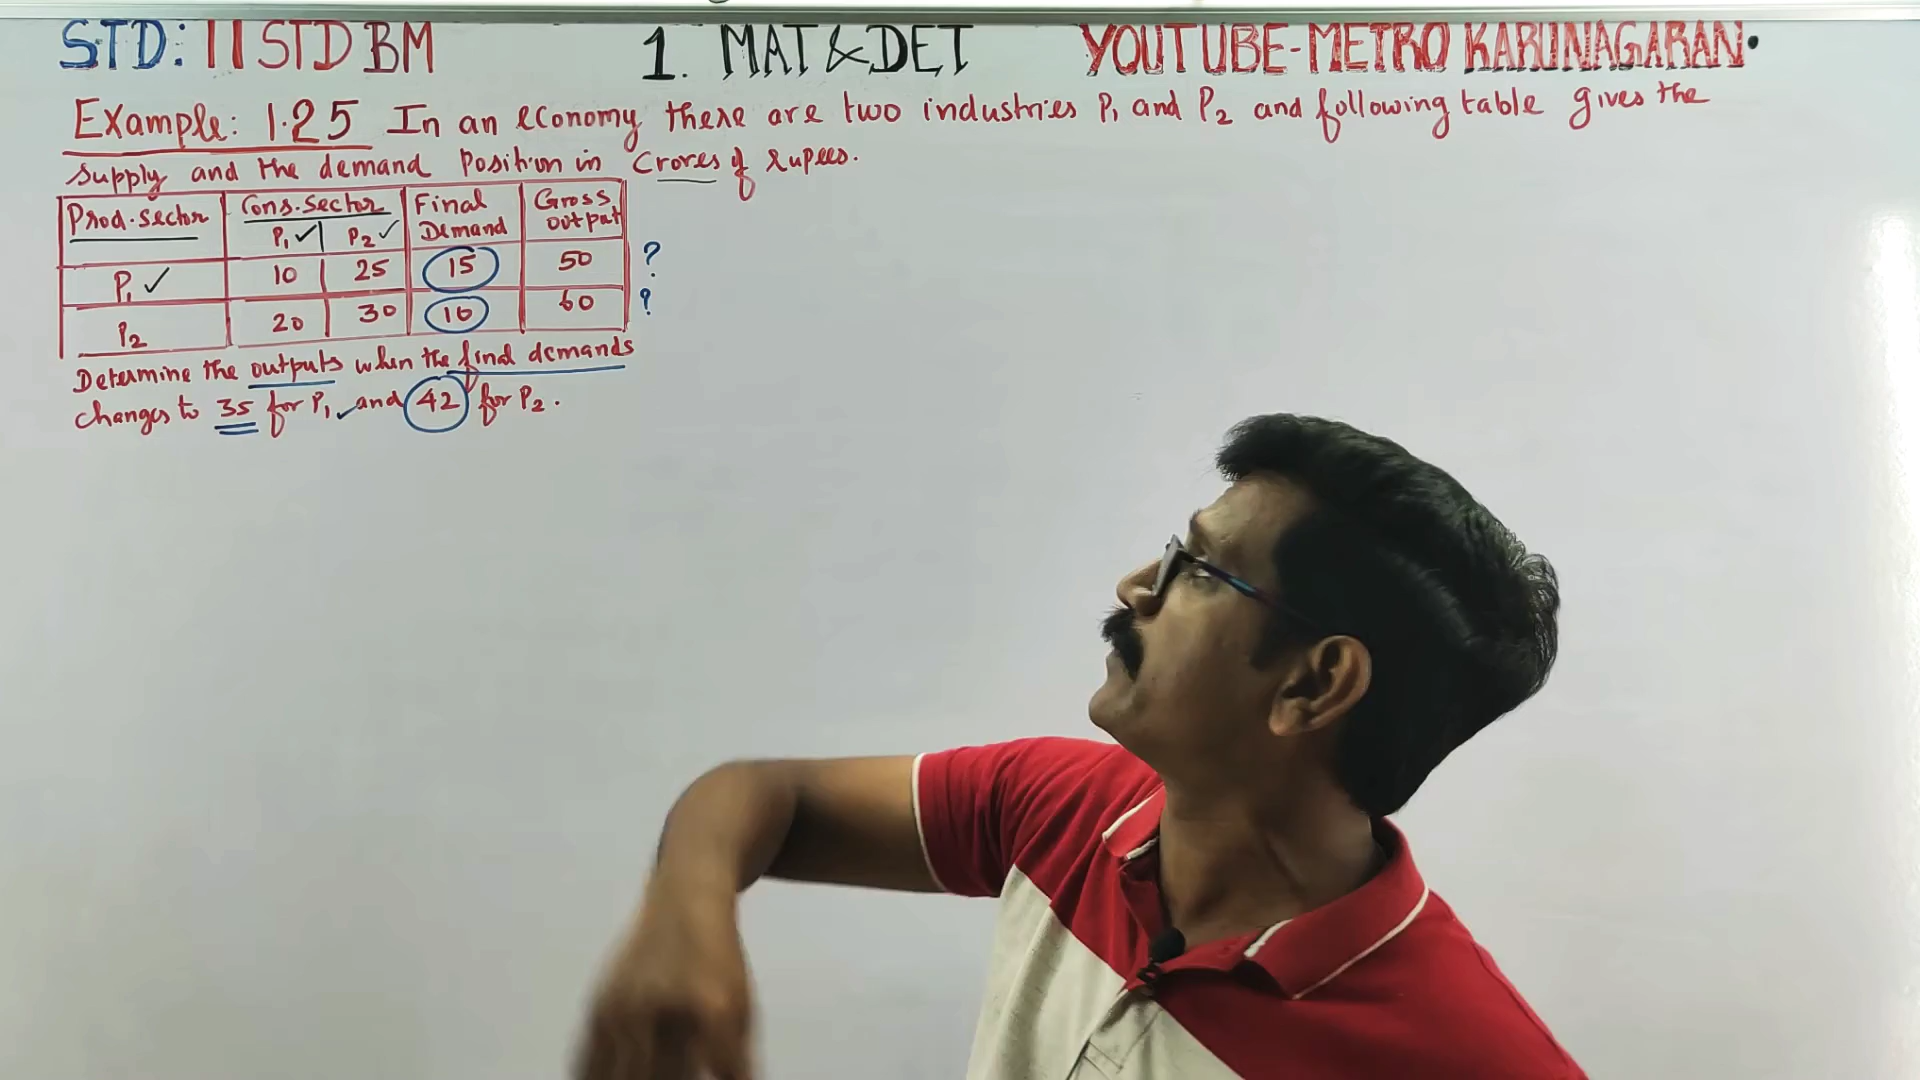 STD: 11 STD BM 1. MAT & DET YOUTUBE-METRO KARUNAGARAN.
Example: 1.25 In an economy there are two industries P₁ and P₂ and following table gives the
supply and the demand position in crores of rupees.
Prod. sector Cons. sector Final Demand Gross output
P₁ ✓ P₂ ✓
P₁ ✓ 10 25 15 50 ?
P₂ 20 30 10 60 ?
Determine the outputs when the final demands
changes to 35 for P₁ ✓ and 42 for P₂.